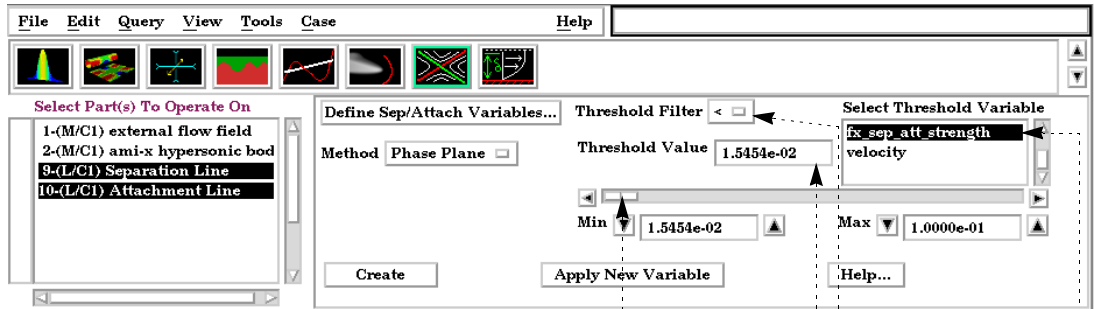 File Edit Query View Tools Case Help
δ
Select Part(s) To Operate On
1-(M/C1) external flow field
2-(M/C1) ami-x hypersonic bod
9-(L/C1) Separation Line
10-(L/C1) Attachment Line
Define Sep/Attach Variables... Threshold Filter < Select Threshold Variable
fx_sep_att_strength
velocity
Method Phase Plane Threshold Value 1.5454e-02
Min 1.5454e-02 Max 1.0000e-01
Create Apply New Variable Help...